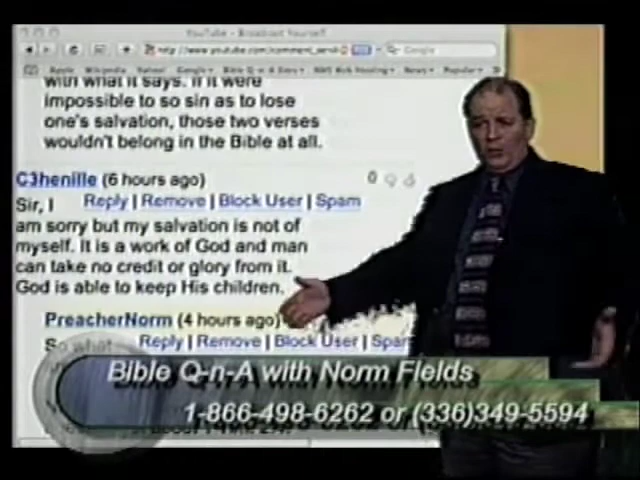 YouTube - Broadcast Yourself
with what it says. If it were
impossible to so sin as to lose
one's salvation, those two verses
wouldn't belong in the Bible at all.
C3henille (6 hours ago)
0
Reply | Remove | Block User | Spam
Sir, I
am sorry but my salvation is not of
myself. It is a work of God and man
can take no credit or glory from it.
God is able to keep His children.
PreacherNorm (4 hours ago)
Reply | Remove | Block User | Spam
So what
Bible Q-n-A with Norm Fields
1-866-498-6262 or (336)349-5594